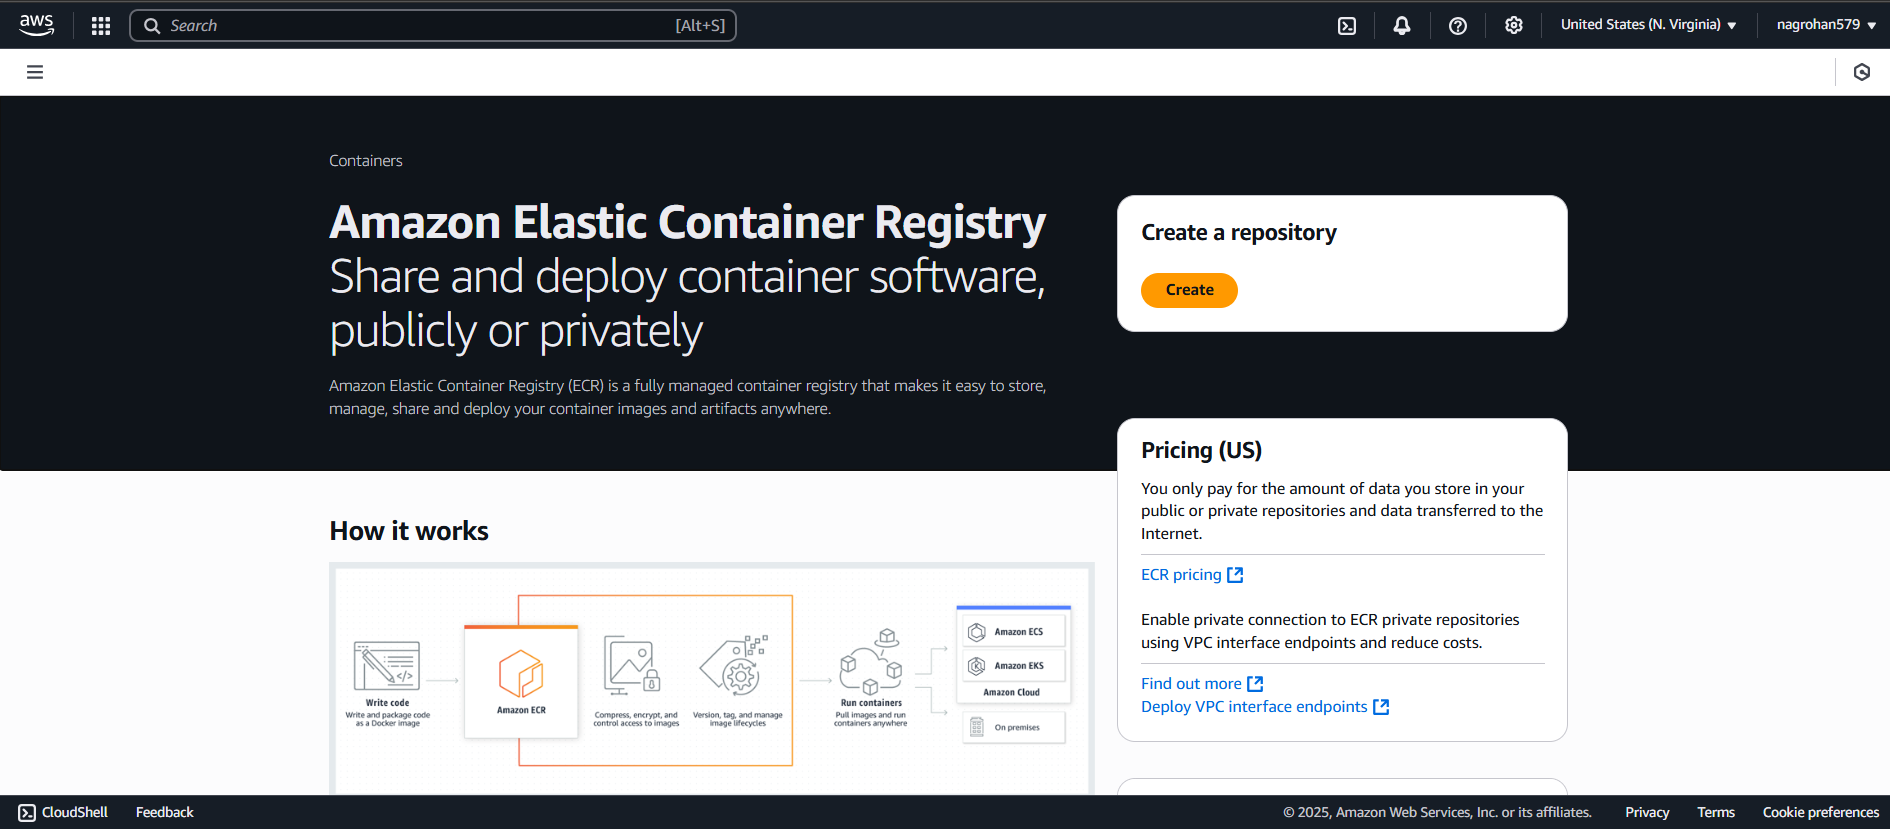 aws
Search [Alt+S]
United States (N. Virginia)
nagrohan579
Containers
Amazon Elastic Container Registry
Share and deploy container software,
publicly or privately
Amazon Elastic Container Registry (ECR) is a fully managed container registry that makes it easy to store,
manage, share and deploy your container images and artifacts anywhere.
Create a repository
Create
Pricing (US)
You only pay for the amount of data you store in your
public or private repositories and data transferred to the
Internet.
ECR pricing
Enable private connection to ECR private repositories
using VPC interface endpoints and reduce costs.
Find out more
Deploy VPC interface endpoints
How it works
Write code
Write and package code
as a Docker image
Amazon ECR
Compress, encrypt, and
control access to images
Version, tag, and manage
image lifecycles
Run containers
Pull images and run
containers anywhere
Amazon ECS
Amazon EKS
Amazon Cloud
On premises
CloudShell
Feedback
© 2025, Amazon Web Services, Inc. or its affiliates.
Privacy
Terms
Cookie preferences